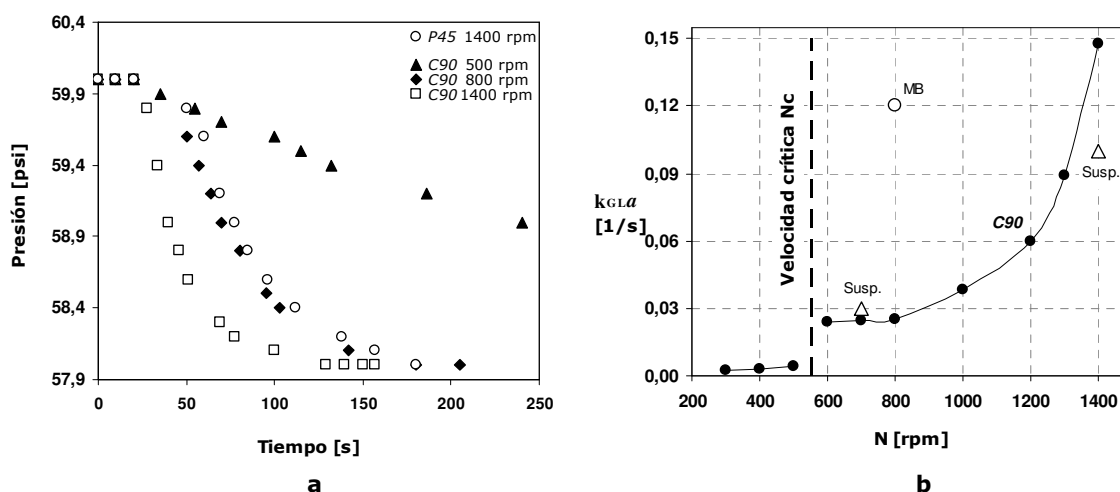 60,4
59,9
59,4
58,9
58,4
57,9
Presión [psi]
0
50
100
150
200
250
Tiempo [s]
P45 1400 rpm
C90 500 rpm
C90 800 rpm
C90 1400 rpm
a
0,15
0,12
0,09
0,06
0,03
0,00
kGLa
[1/s]
Velocidad crítica Nc
MB
Susp.
C90
Susp.
200
400
600
800
1000
1200
1400
N [rpm]
b